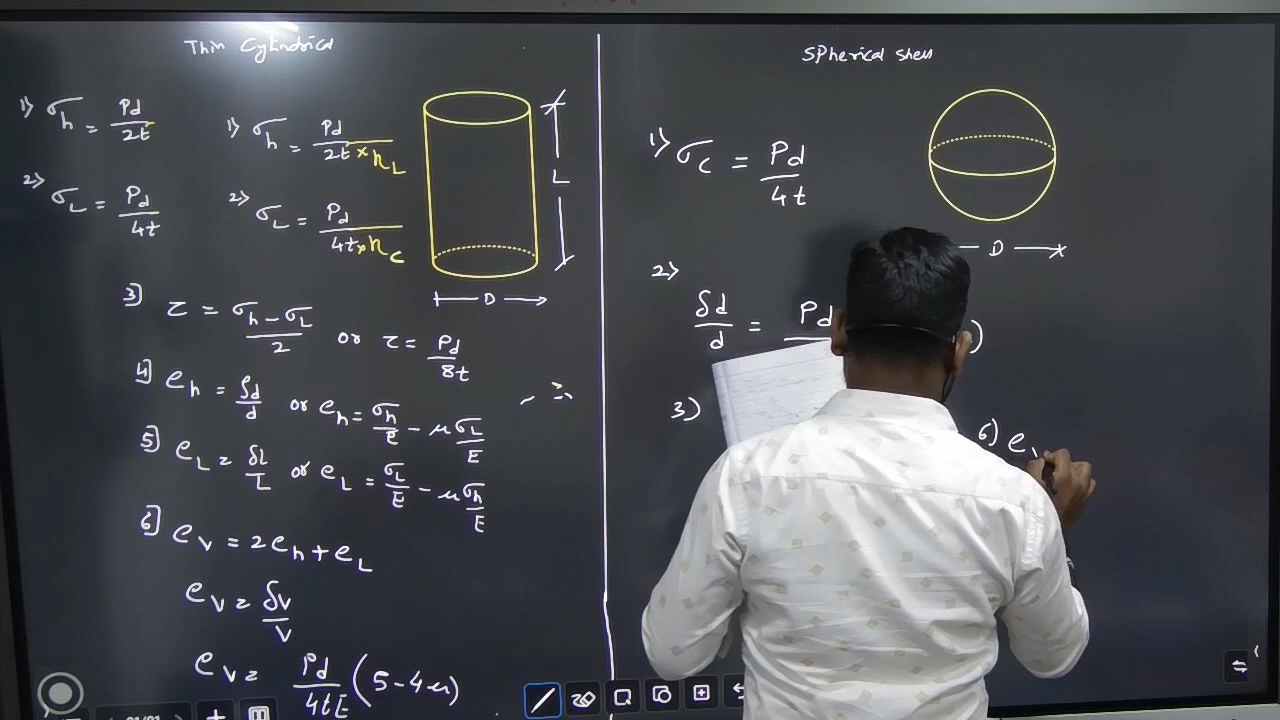 Thin Cylindrical
1) σh = Pd/2t
1) σh = Pd/2t×ηL
2) σL = Pd/4t
2) σL = Pd/4t×ηc
L
D
3] τ = σh-σL/2 or τ = Pd/8t
4] eh = δd/d or eh = σh/E - μσL/E
5] eL = δL/L or eL = σL/E - μσh/E
6] ev = 2eh + eL
ev = δv/v
ev = Pd/4tE (5-4μ)
Spherical shell
1) σc = Pd/4t
D
2)
δd/d = Pd )
3)
6) ev